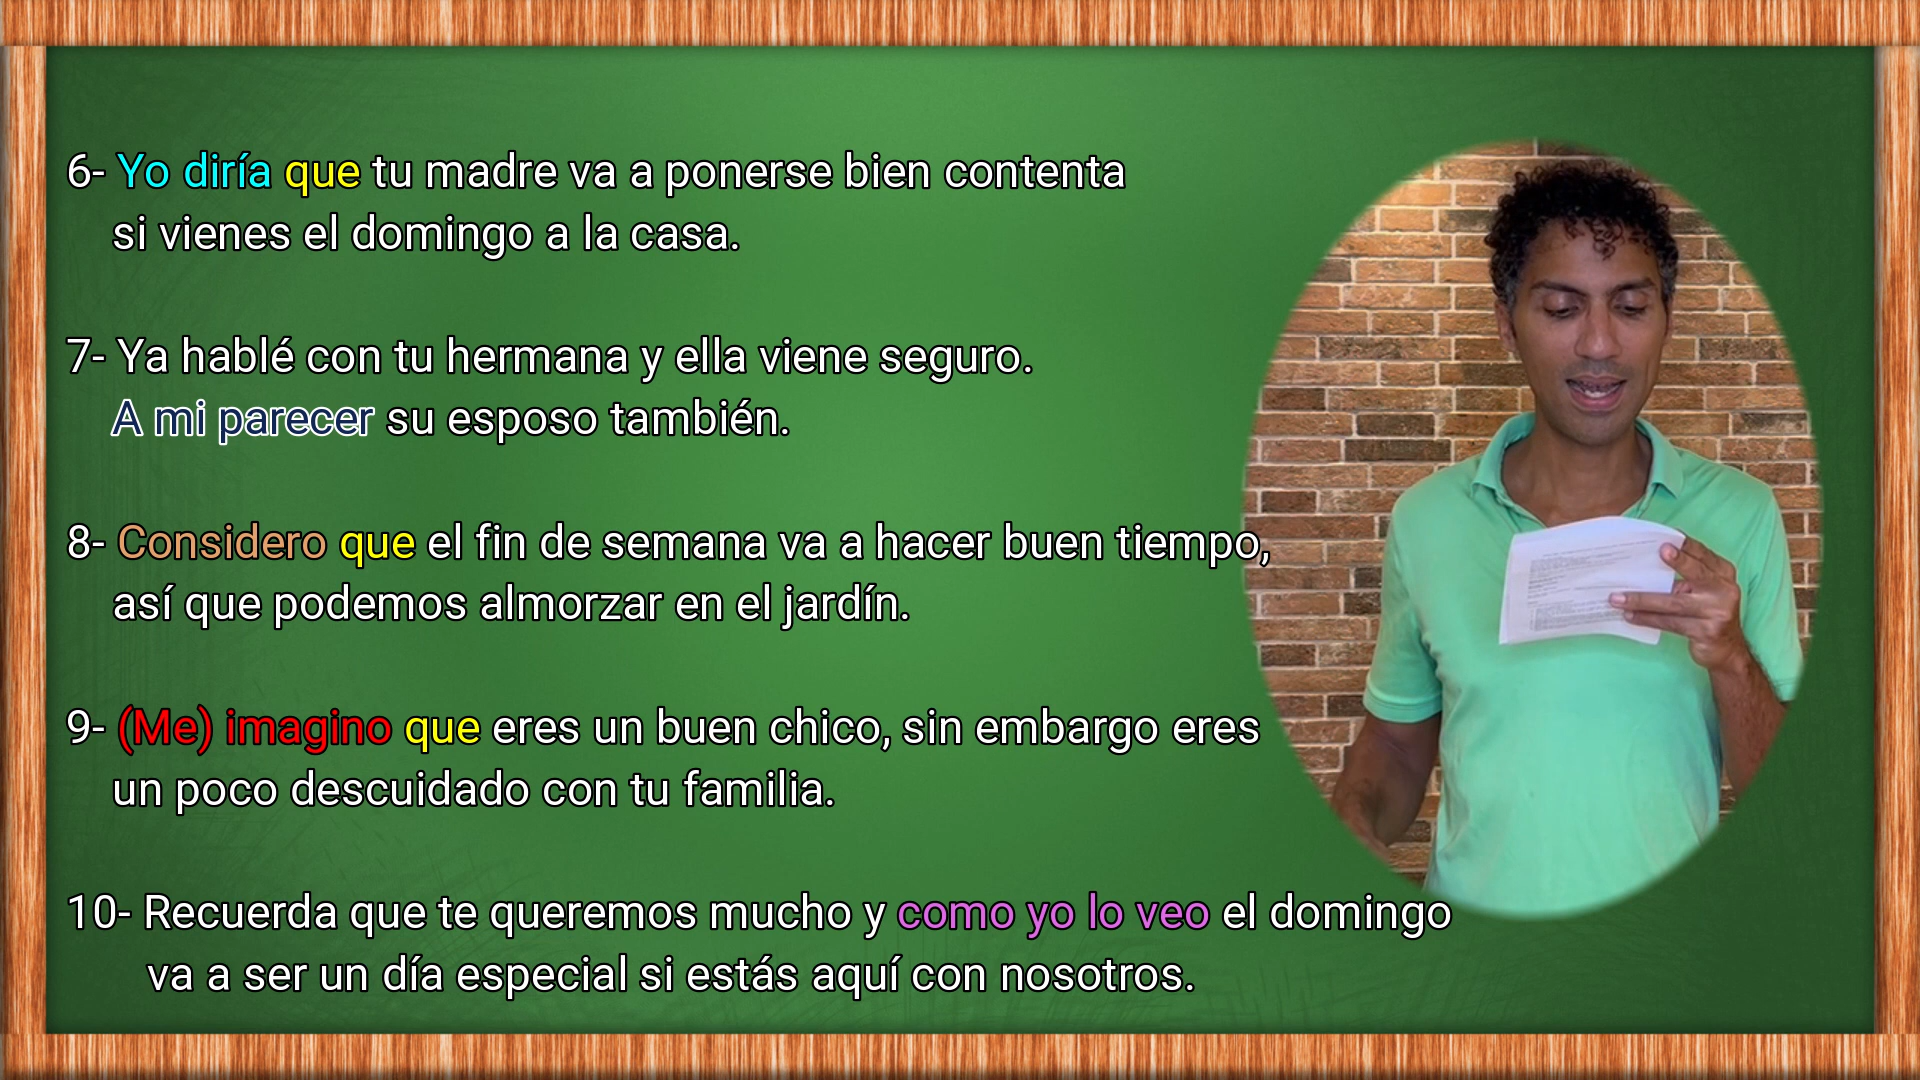 6- Yo diría que tu madre va a ponerse bien contenta
si vienes el domingo a la casa.
7- Ya hablé con tu hermana y ella viene seguro.
A mi parecer su esposo también.
8- Considero que el fin de semana va a hacer buen tiempo,
así que podemos almorzar en el jardín.
9- (Me) imagino que eres un buen chico, sin embargo eres
un poco descuidado con tu familia.
10- Recuerda que te queremos mucho y como yo lo veo el domingo
va a ser un día especial si estás aquí con nosotros.